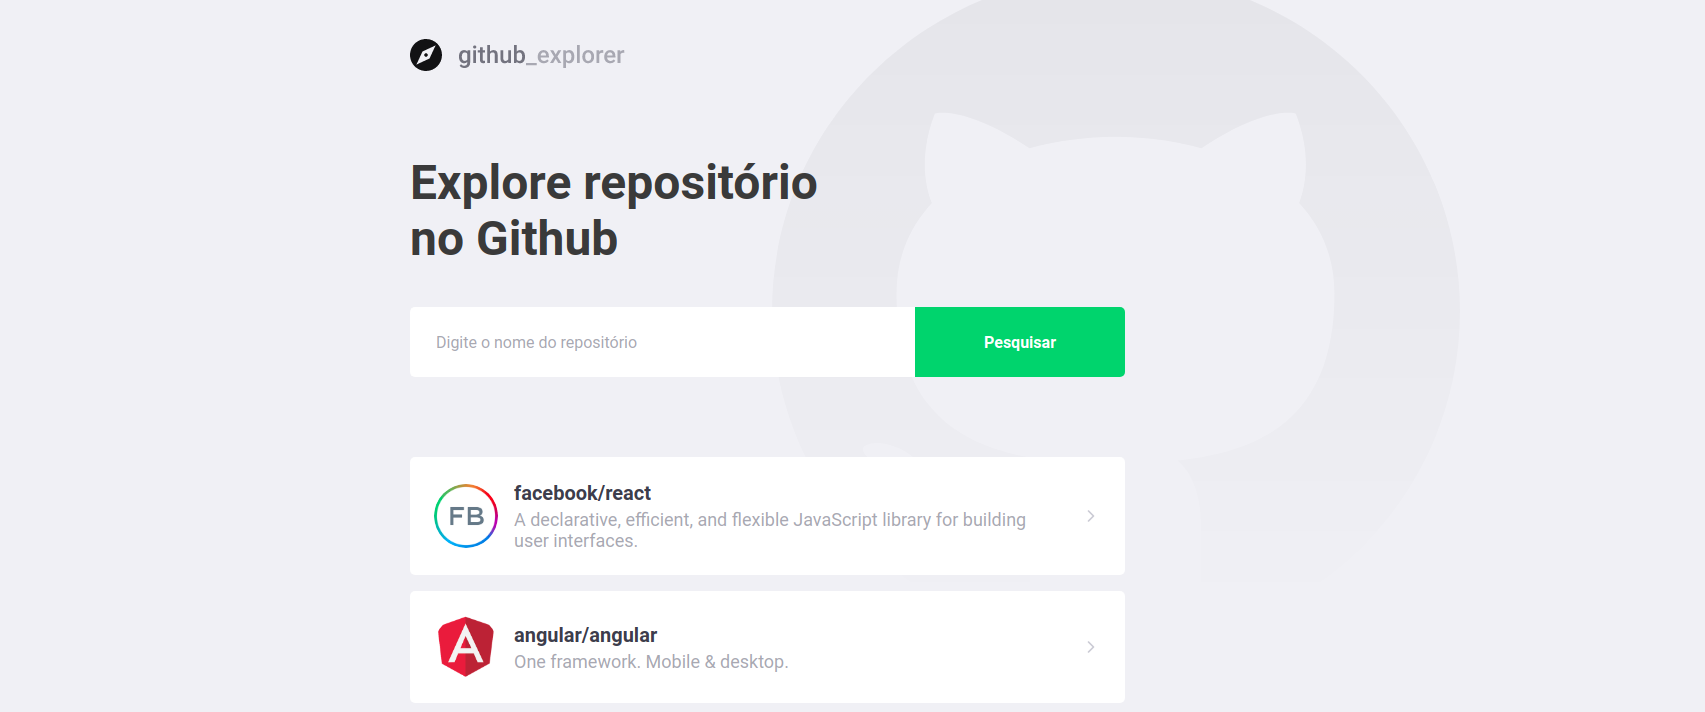 github_explorer
Explore repositório
no Github
Digite o nome do repositório
Pesquisar
FB
facebook/react
A declarative, efficient, and flexible JavaScript library for building
user interfaces.
A
angular/angular
One framework. Mobile & desktop.